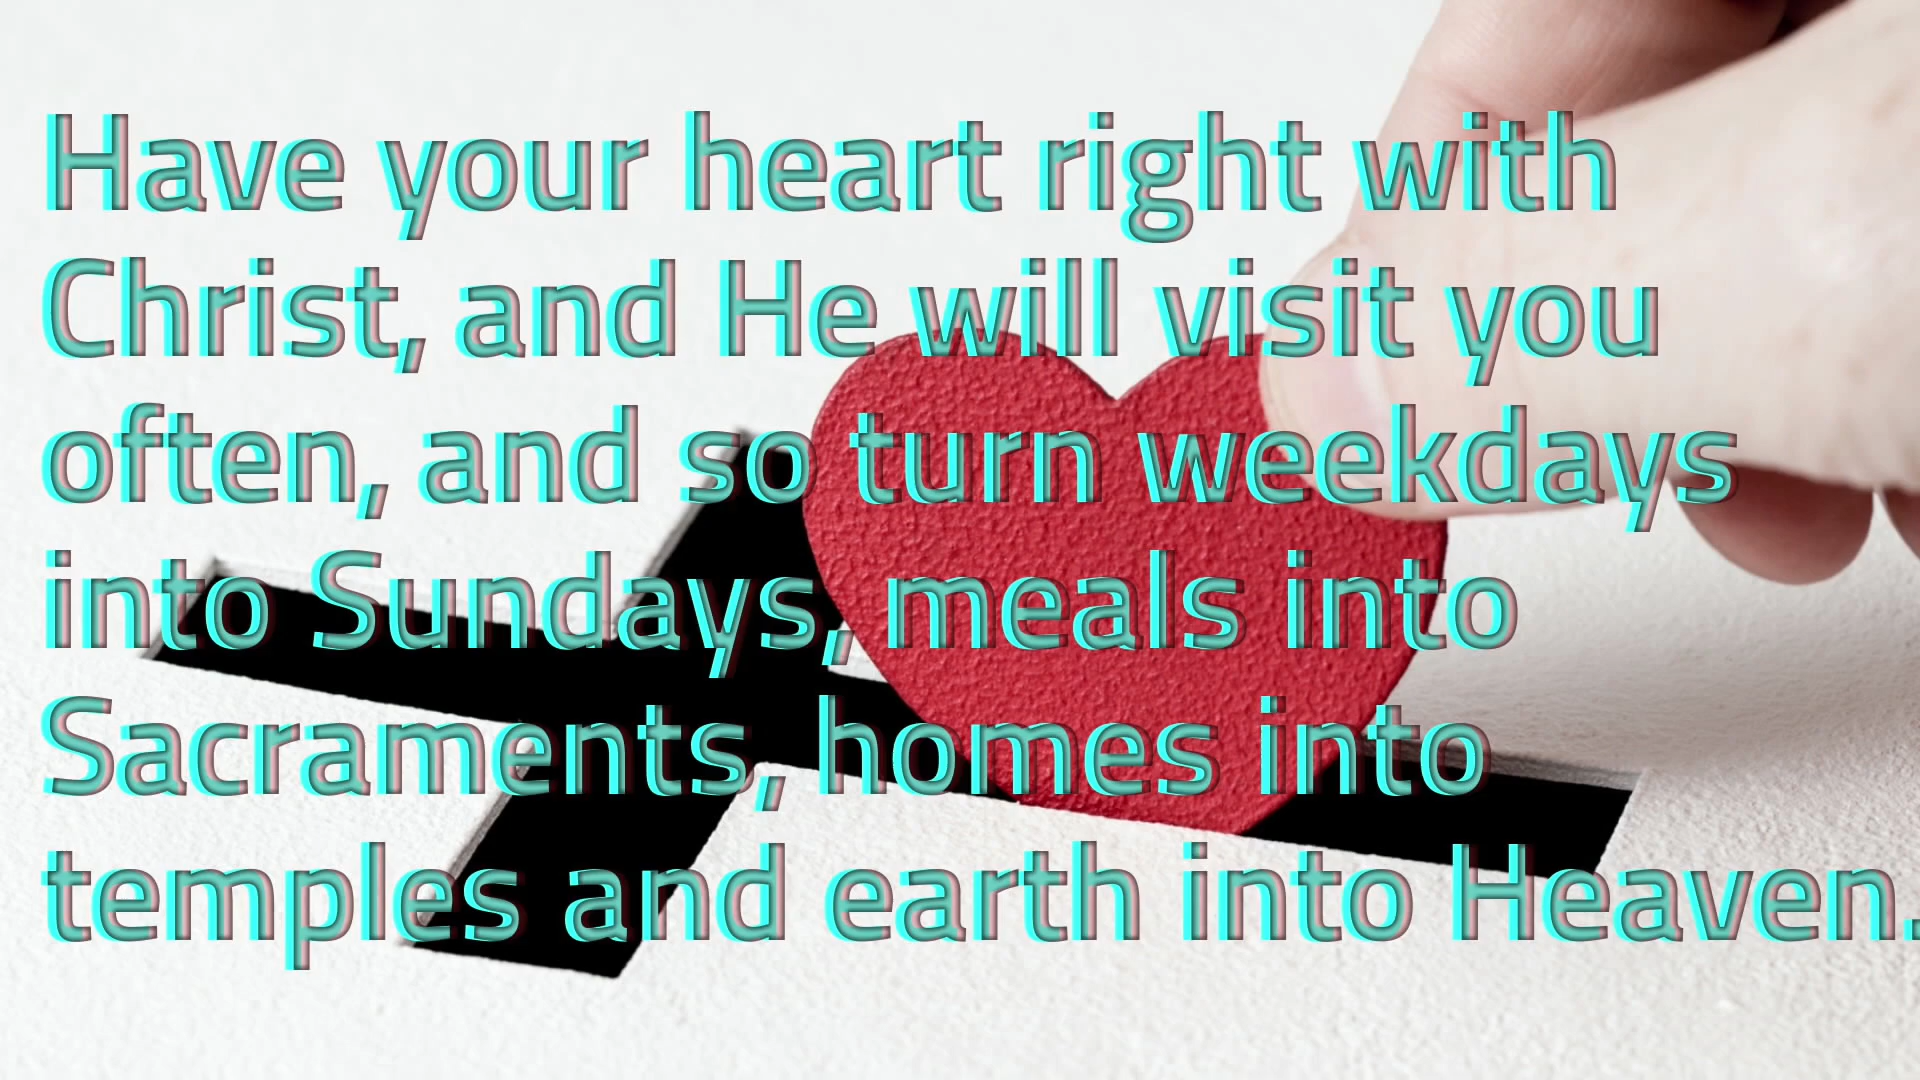 Have your heart right with
Christ, and He will visit you
often, and so turn weekdays
into Sundays, meals into
Sacraments, homes into
temples and earth into Heaven.